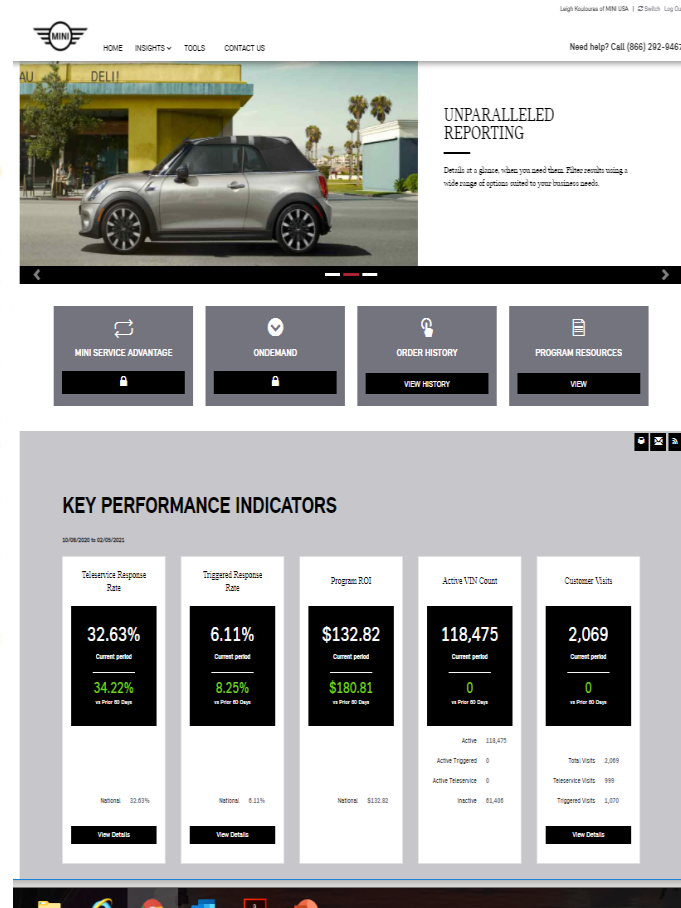 Leigh Koulouras of MINI USA | Switch Log Ou
MINI
HOME INSIGHTS TOOLS CONTACT US
Need help? Call (866) 292-9467
AU DELI!
UNPARALLELED
REPORTING
Details at a glance, when you need them. Filter results using a
wide range of options suited to your business needs.
MINI SERVICE ADVANTAGE
ONDEMAND
ORDER HISTORY
VIEW HISTORY
PROGRAM RESOURCES
VIEW
KEY PERFORMANCE INDICATORS
10/08/2020 to 02/05/2021
Teleservice Response
Rate
32.63%
Current period
34.22%
vs Prior 60 Days
National 32.63%
View Details
Triggered Response
Rate
6.11%
Current period
8.25%
vs Prior 60 Days
National 6.11%
View Details
Program ROI
$132.82
Current period
$180.81
vs Prior 60 Days
National $132.82
Active VIN Count
118,475
Current period
0
vs Prior 60 Days
Active 118,475
Active Triggered 0
Active Teleservice 0
Inactive 61,406
Customer Visits
2,069
Current period
0
vs Prior 60 Days
Total Visits 2,069
Teleservice Visits 999
Triggered Visits 1,070
View Details